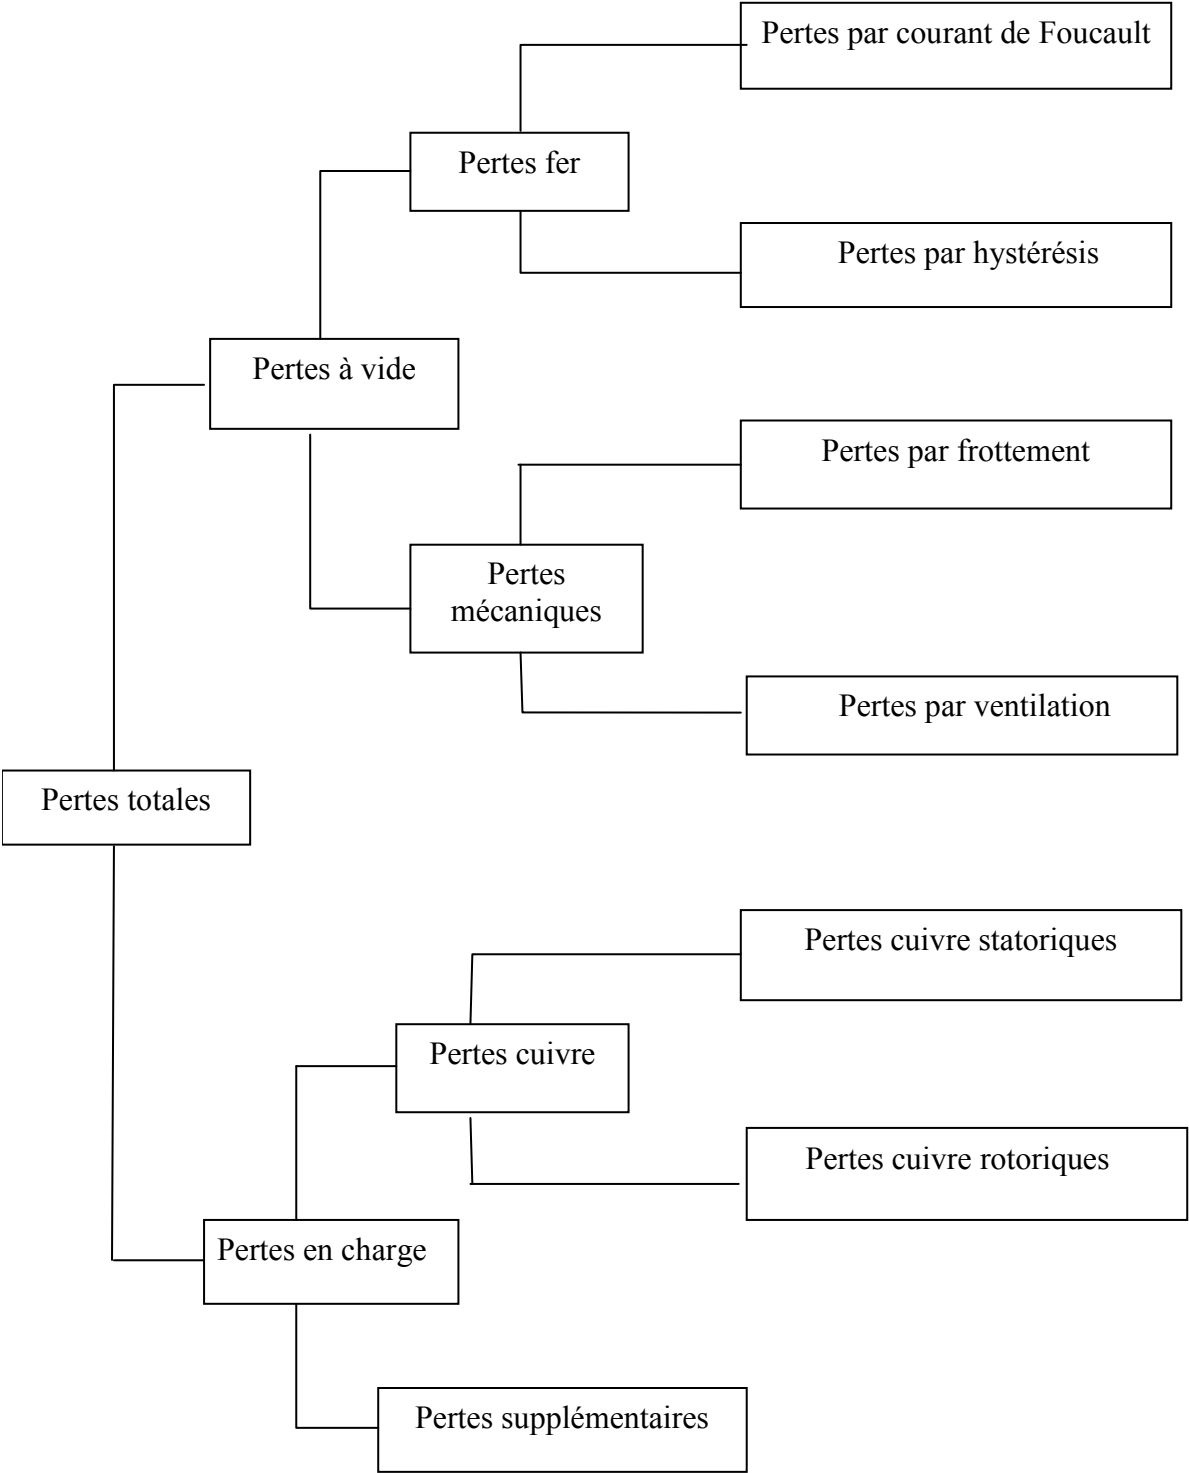 Pertes par courant de Foucault
Pertes fer
Pertes par hystérésis
Pertes à vide
Pertes par frottement
Pertes
mécaniques
Pertes par ventilation
Pertes totales
Pertes cuivre statoriques
Pertes cuivre
Pertes cuivre rotoriques
Pertes en charge
Pertes supplémentaires